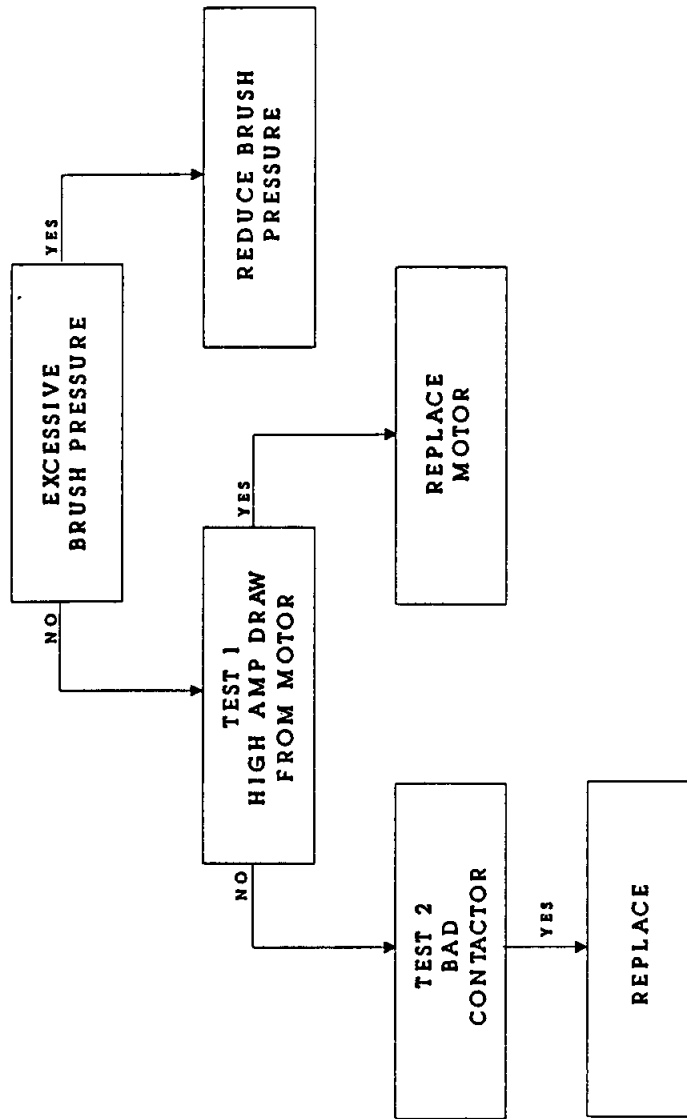 EXCESSIVE
BRUSH PRESSURE
NO
YES
TEST 1
HIGH AMP DRAW
FROM MOTOR
REDUCE BRUSH
PRESSURE
NO
YES
TEST 2
BAD
CONTACTOR
REPLACE
MOTOR
YES
REPLACE